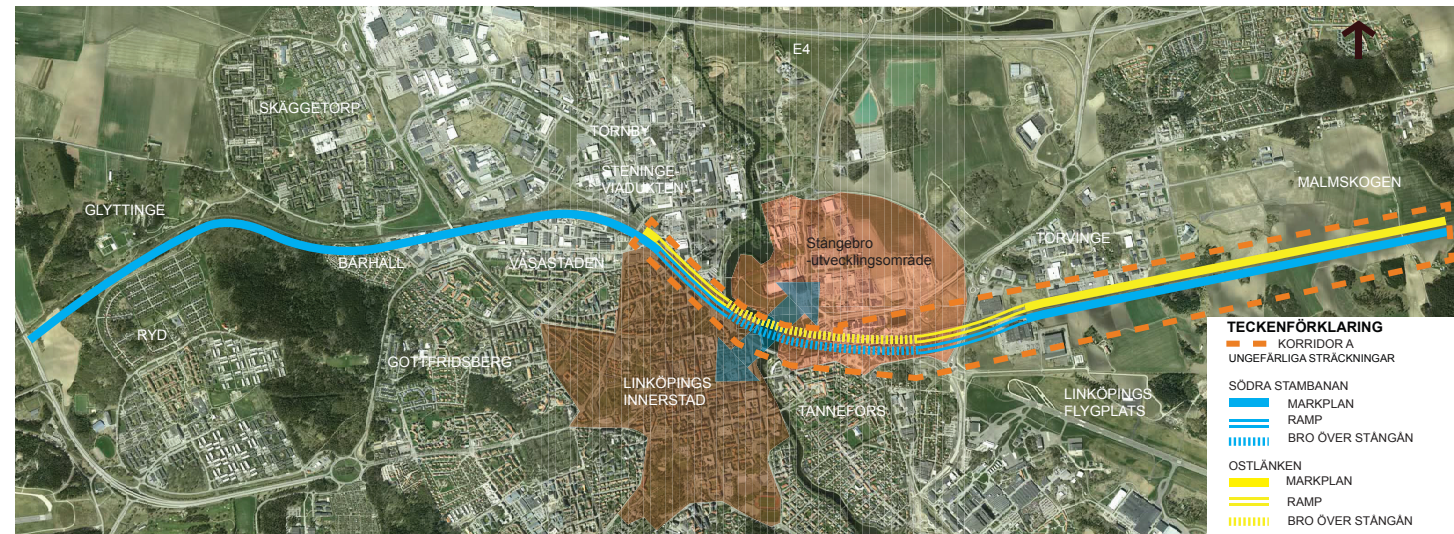 E4
SKÄGGETORP
TORNBY
STENINGE-
VIADUKTEN
MALMSKOGEN
GLYTTINGE
Stångebro
-utvecklingsområde
TORVINGE
BARHÄLL
VASASTADEN
RYD
GOTTFRIDSBERG
LINKÖPINGS
INNERSTAD
TANNEFORS
LINKÖPINGS
FLYGPLATS
TECKENFÖRKLARING
KORRIDOR A
UNGEFÄRLIGA STRÄCKNINGAR
SÖDRA STAMBANAN
MARKPLAN
RAMP
BRO ÖVER STÅNGÅN
OSTLÄNKEN
MARKPLAN
RAMP
BRO ÖVER STÅNGÅN